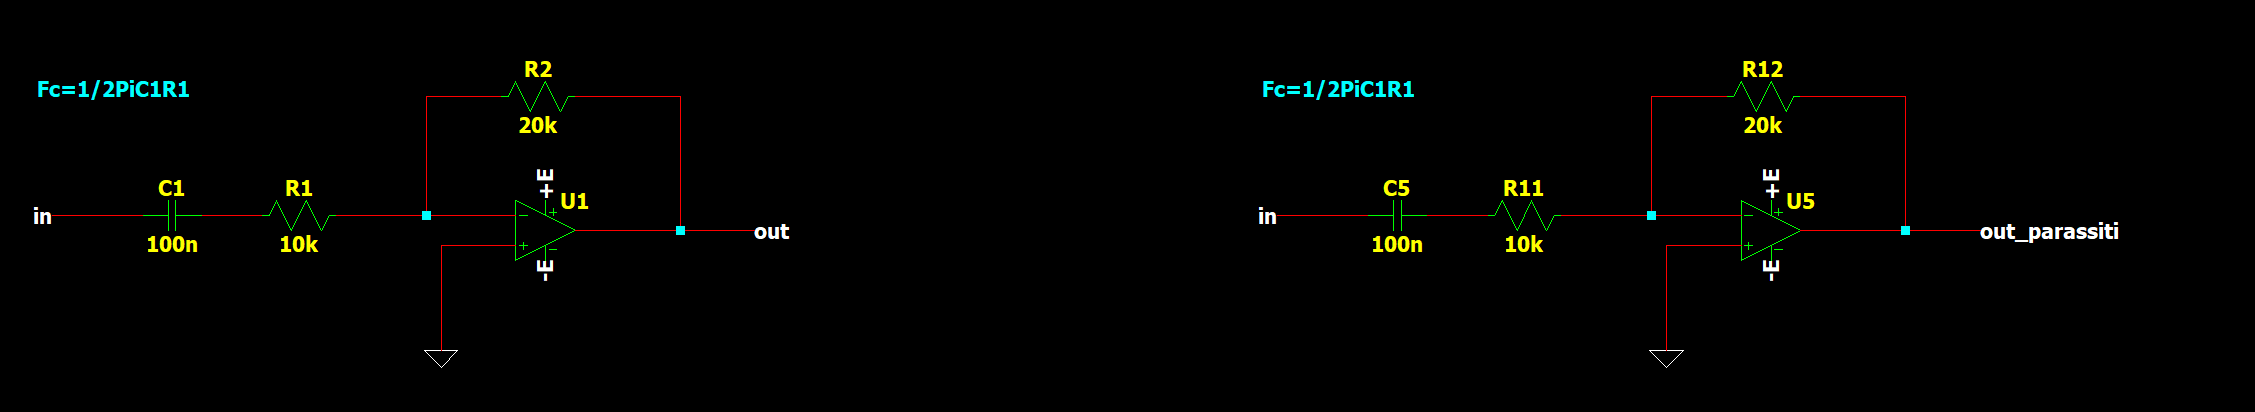 Fc=1/2PiC1R1
R2
20k
C1
100n
R1
10k
in
+E
-E
U1
out
Fc=1/2PiC1R1
R12
20k
C5
100n
R11
10k
in
+E
-E
U5
out_parassiti